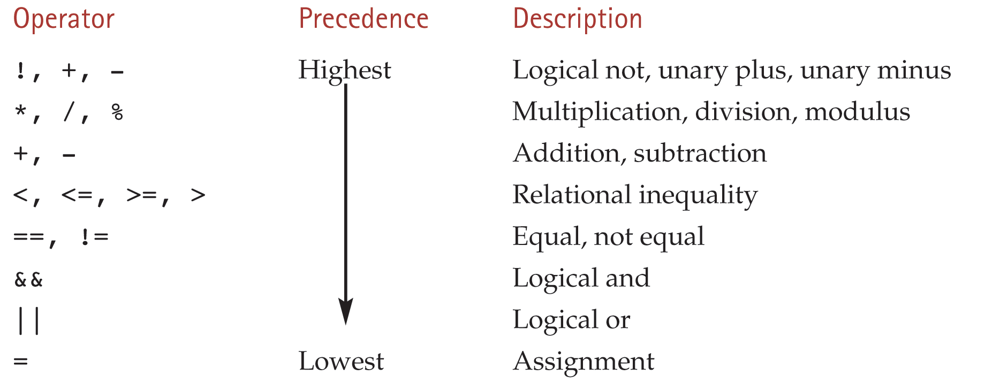 Operator Precedence Description
!, +, - Highest Logical not, unary plus, unary minus
*, /, % Multiplication, division, modulus
+, - Addition, subtraction
<, <=, >=, > Relational inequality
==, != Equal, not equal
&& Logical and
|| Logical or
= Lowest Assignment